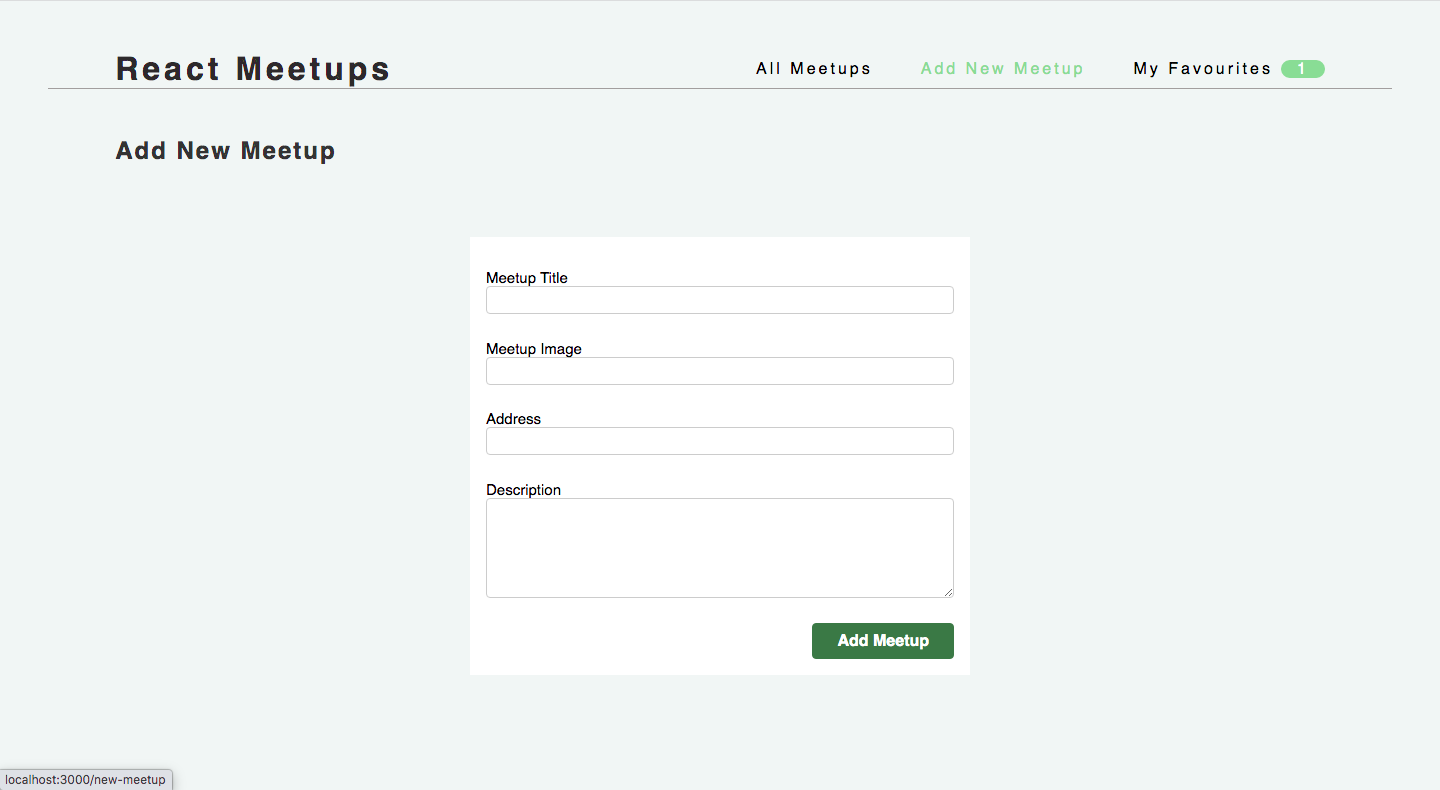 React Meetups
All Meetups Add New Meetup My Favourites 1
Add New Meetup
Meetup Title
Meetup Image
Address
Description
Add Meetup
localhost:3000/new-meetup